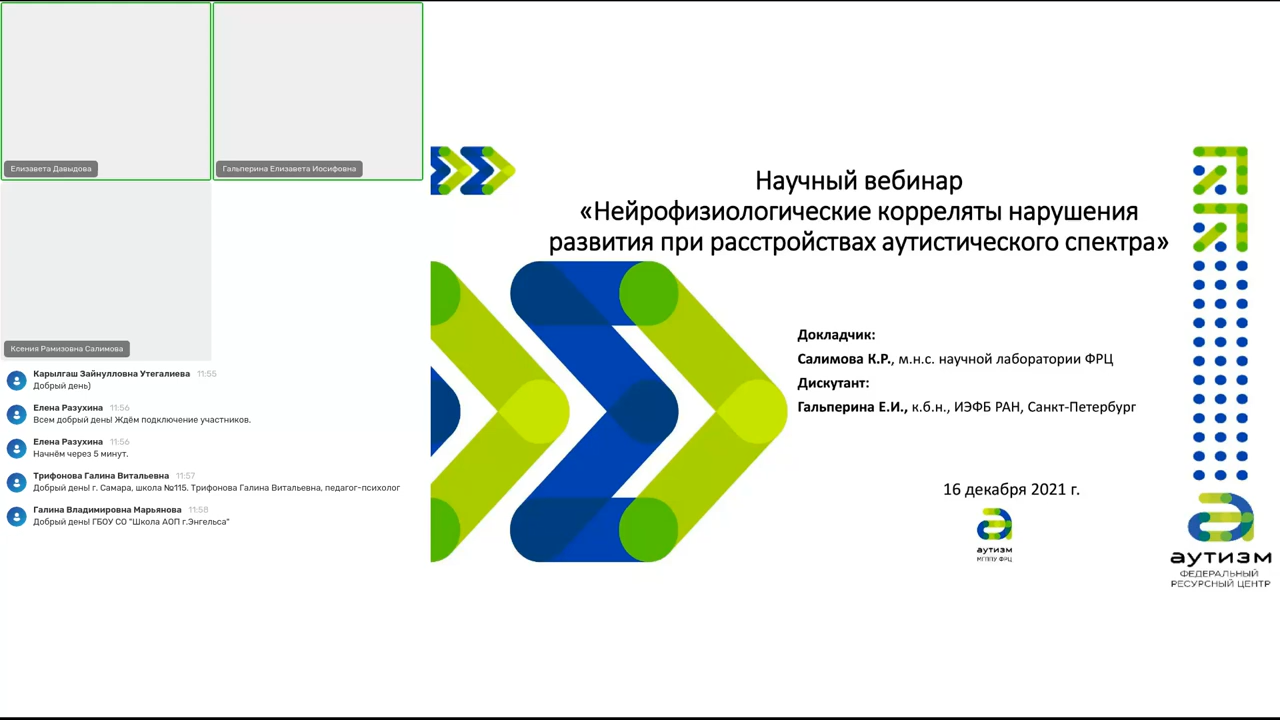 Елизавета Давыдова
Гальперина Елизавета Иосифовна
Ксения Рамизовна Салимова
Карылгаш Зайнулловна Утегалиева 11:55
Добрый день)
Елена Разухина 11:56
Всем добрый день! Ждём подключение участников.
Елена Разухина 11:56
Начнём через 5 минут.
Трифонова Галина Витальевна 11:57
Добрый день! г. Самара, школа №115. Трифонова Галина Витальевна, педагог-психолог
Галина Владимировна Марьянова 11:58
Добрый день! ГБОУ СО "Школа АОП г.Энгельса"
Научный вебинар
«Нейрофизиологические корреляты нарушения
развития при расстройствах аутистического спектра»
Докладчик:
Салимова К.Р., м.н.с. научной лаборатории ФРЦ
Дискутант:
Гальперина Е.И., к.б.н., ИЭФБ РАН, Санкт-Петербург
16 декабря 2021 г.
аутизм
МГППУ ФРЦ
аутизм
ФЕДЕРАЛЬНЫЙ
РЕСУРСНЫЙ ЦЕНТР